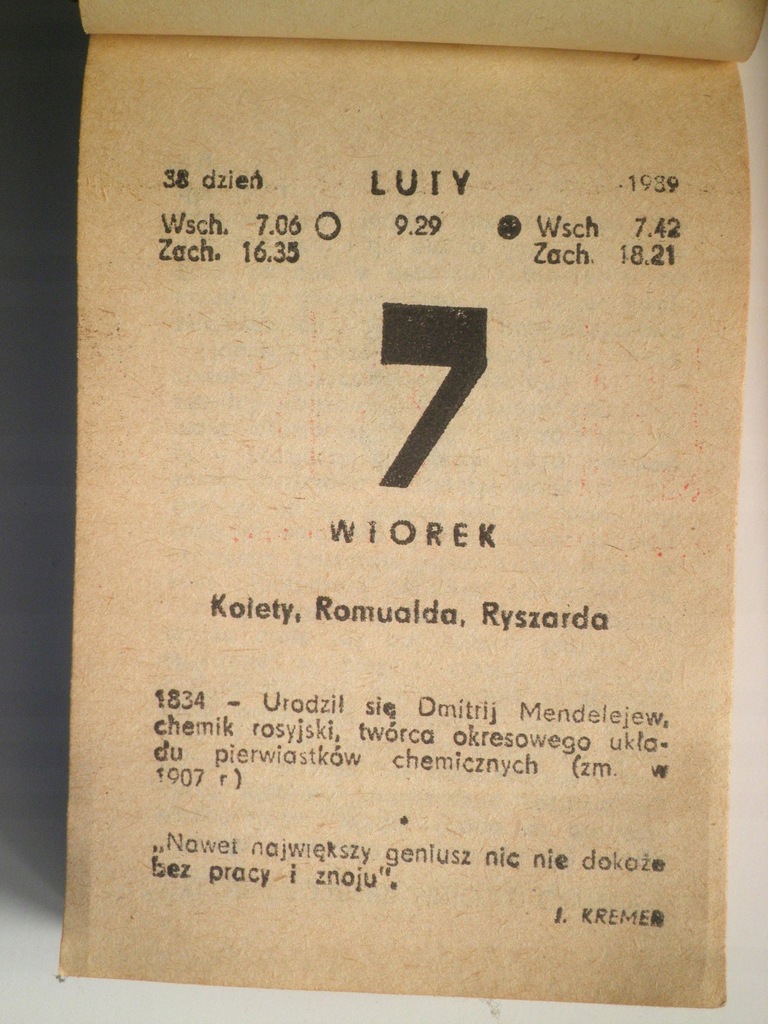 38 dzień LUTY 1989
Wsch. 7.06 9.29 Wsch 7.42
Zach. 16.35 Zach. 18.21
7
WTOREK
Kolety, Romualda, Ryszarda
1834 – Urodził się Dmitrij Mendelejew,
chemik rosyjski, twórca okresowego ukła-
du pierwiastków chemicznych (zm. w
1907 r)
„Nawet największy geniusz nic nie dokaże
bez pracy i znoju".
J. KREMER